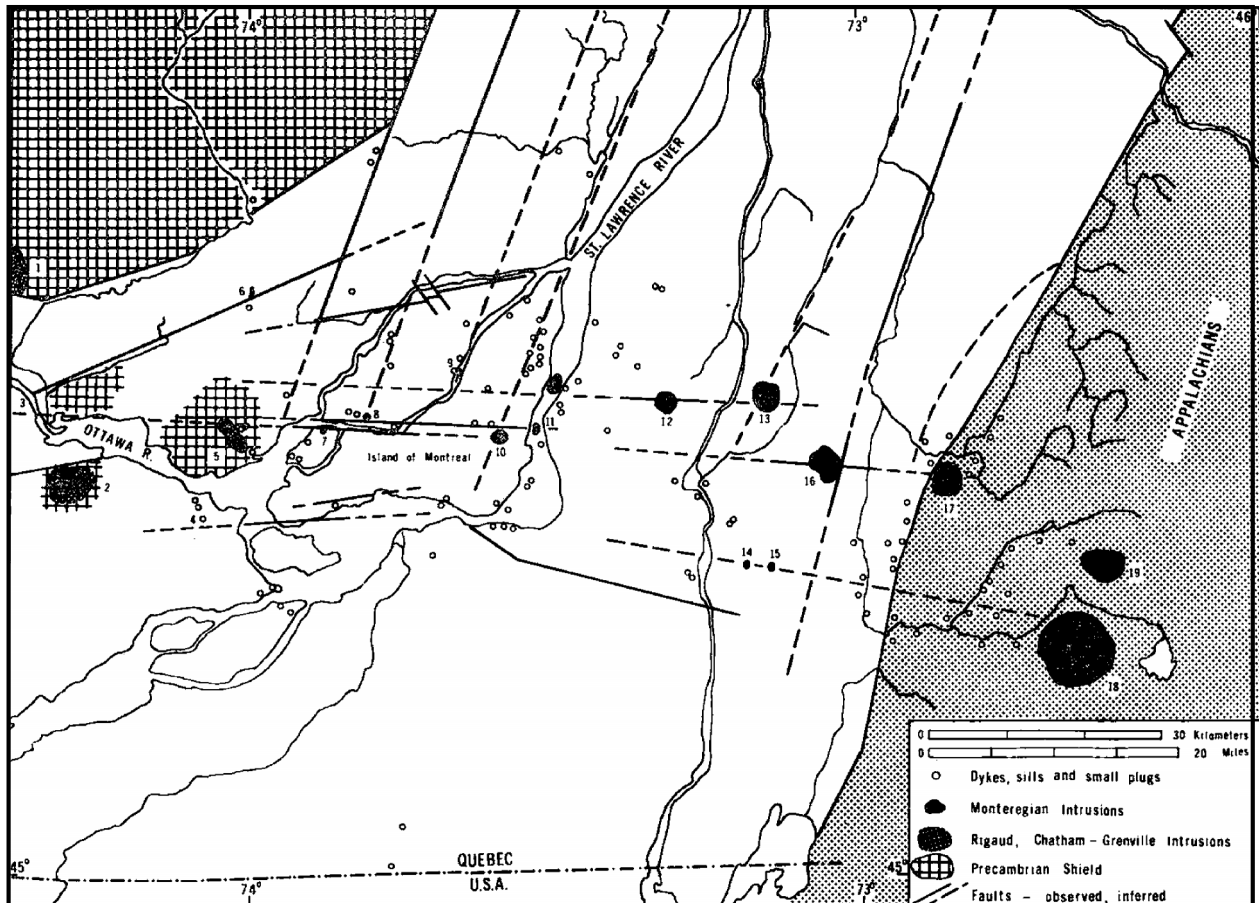 74°
73°
46
1
ST. LAWRENCE RIVER
6
6
APPALACHIANS
9
3
8
12
13
7
11
OTTAWA R.
5
10
Island of Montreal
16
2
17
4
14
15
19
18
0 30 Kilometers
0 20 Miles
Dykes, sills and small plugs
Monteregian Intrusions
Rigaud, Chatham-Grenville Intrusions
Precambrian Shield
Faults - observed, inferred
45°
QUEBEC
U.S.A.
45°
74°
73°